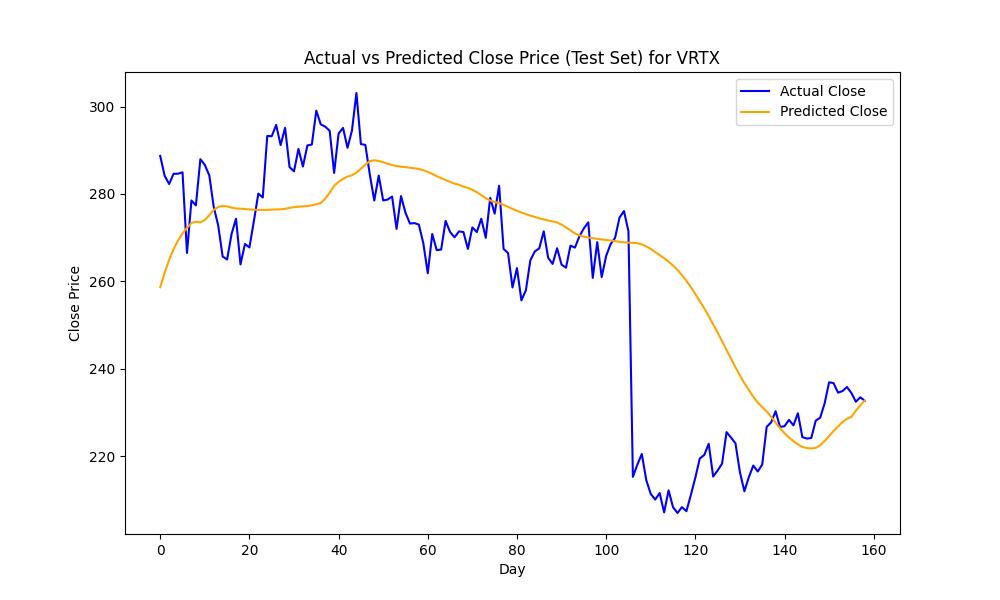 Actual vs Predicted Close Price (Test Set) for VRTX
Actual Close
Predicted Close
Close Price
300
280
260
240
220
0 20 40 60 80 100 120 140 160
Day